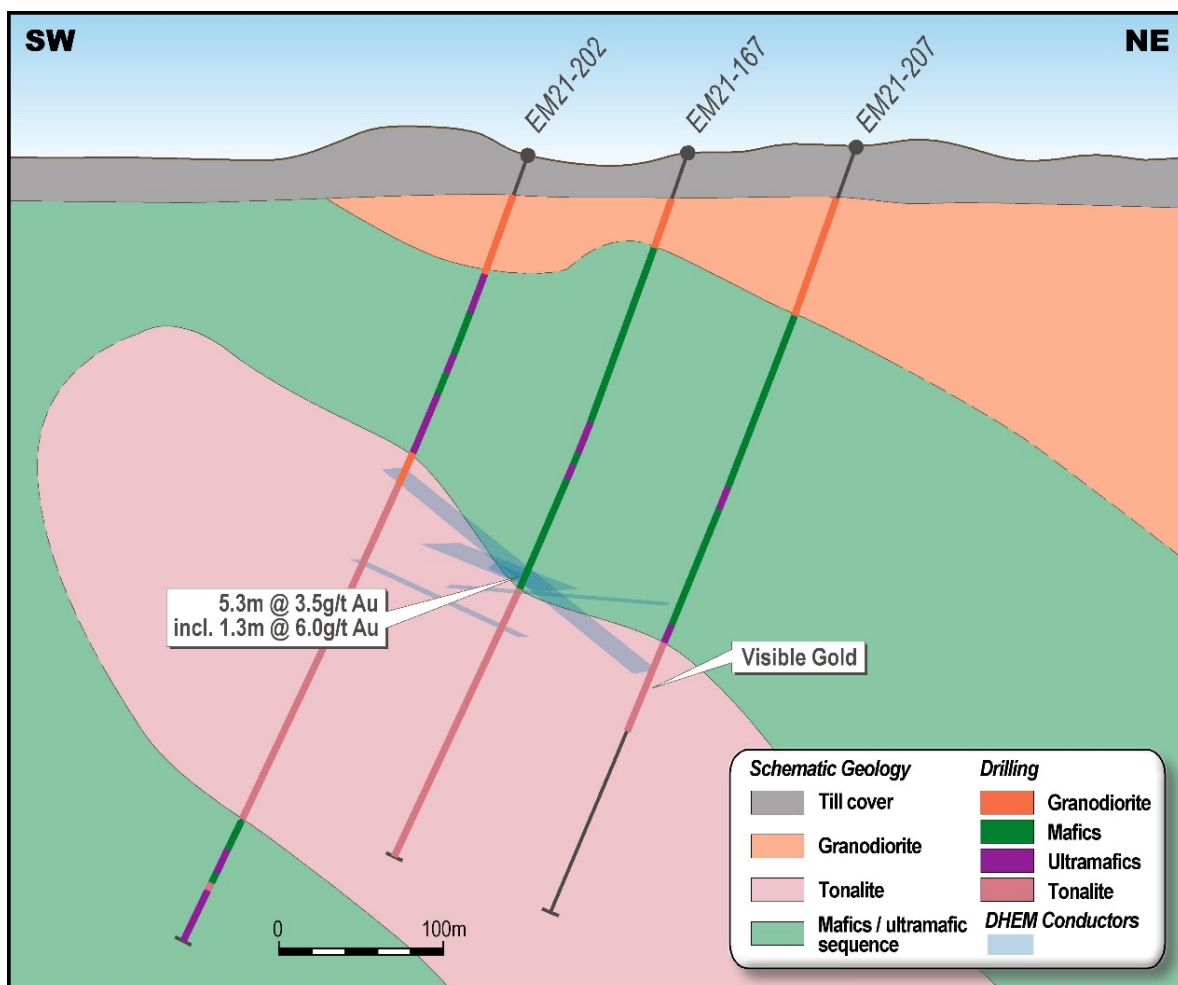 SW
NE
EM21-202
EM21-167
EM21-207
5.3m @ 3.5g/t Au
incl. 1.3m @ 6.0g/t Au
Visible Gold
Schematic Geology
Till cover
Granodiorite
Tonalite
Mafics / ultramafic
sequence
Drilling
Granodiorite
Mafics
Ultramafics
Tonalite
DHEM Conductors
0
100m